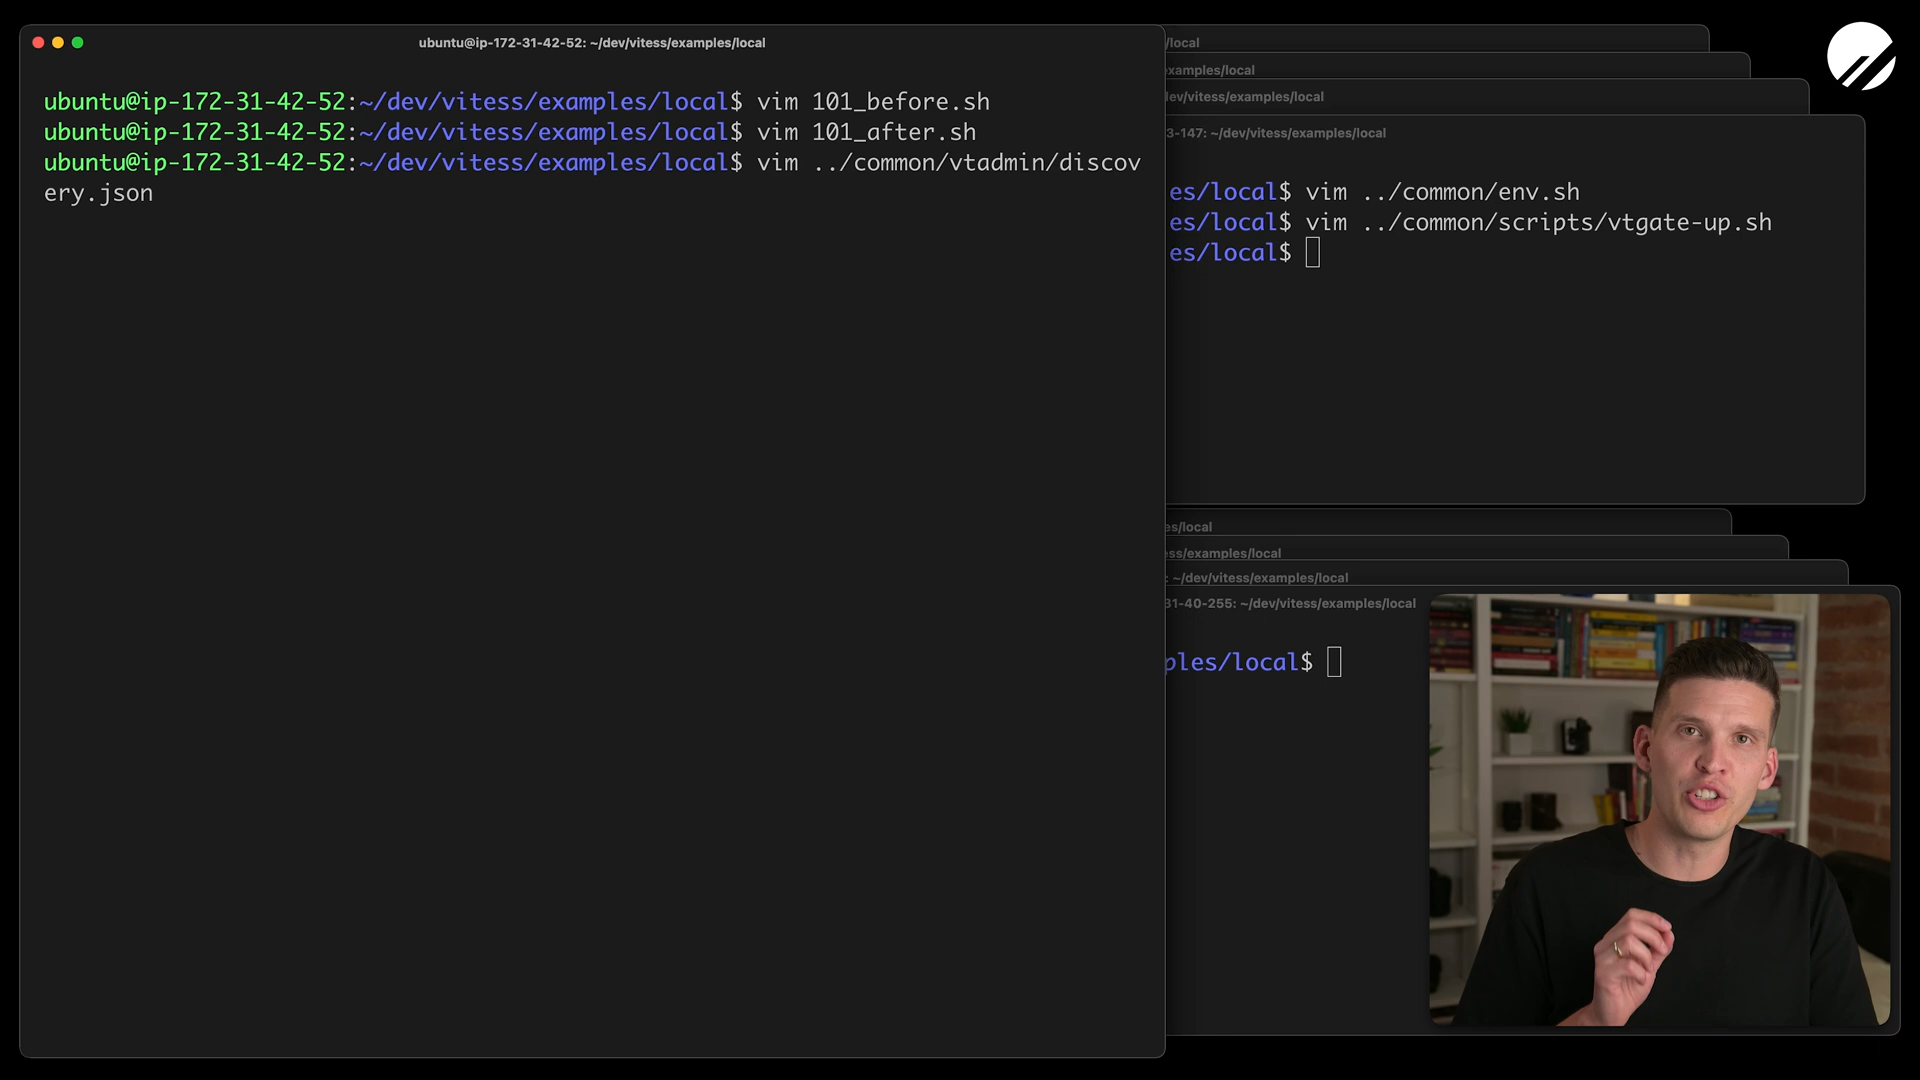 ubuntu@ip-172-31-42-52: ~/dev/vitess/examples/local
ubuntu@ip-172-31-42-52:~/dev/vitess/examples/local$ vim 101_before.sh
ubuntu@ip-172-31-42-52:~/dev/vitess/examples/local$ vim 101_after.sh
ubuntu@ip-172-31-42-52:~/dev/vitess/examples/local$ vim ../common/vtadmin/discov
ery.json
/local
examples/local
dev/vitess/examples/local
3-147: ~/dev/vitess/examples/local
es/local$ vim ../common/env.sh
es/local$ vim ../common/scripts/vtgate-up.sh
es/local$
es/local
ss/examples/local
: ~/dev/vitess/examples/local
31-40-255: ~/dev/vitess/examples/local
ples/local$